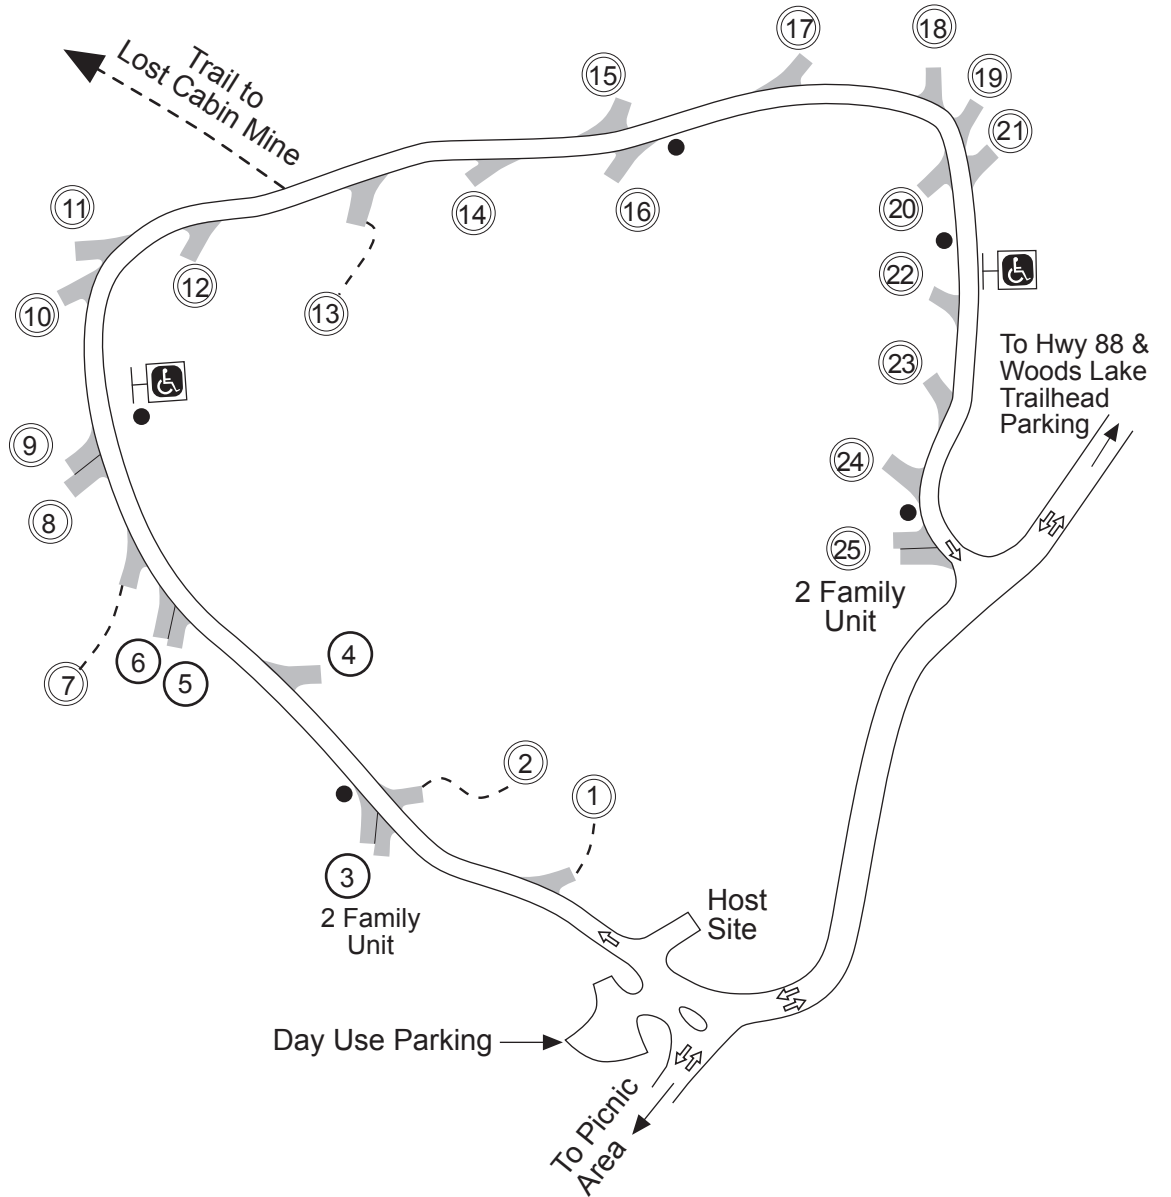 Trail to
Lost Cabin Mine
17
18
15
19
21
11
14
16
20
10
12
13
22
To Hwy 88 &
Woods Lake
Trailhead
Parking
23
9
24
8
25
2 Family
Unit
6
4
7
5
2
1
3
2 Family
Unit
Host
Site
Day Use Parking
To Picnic
Area